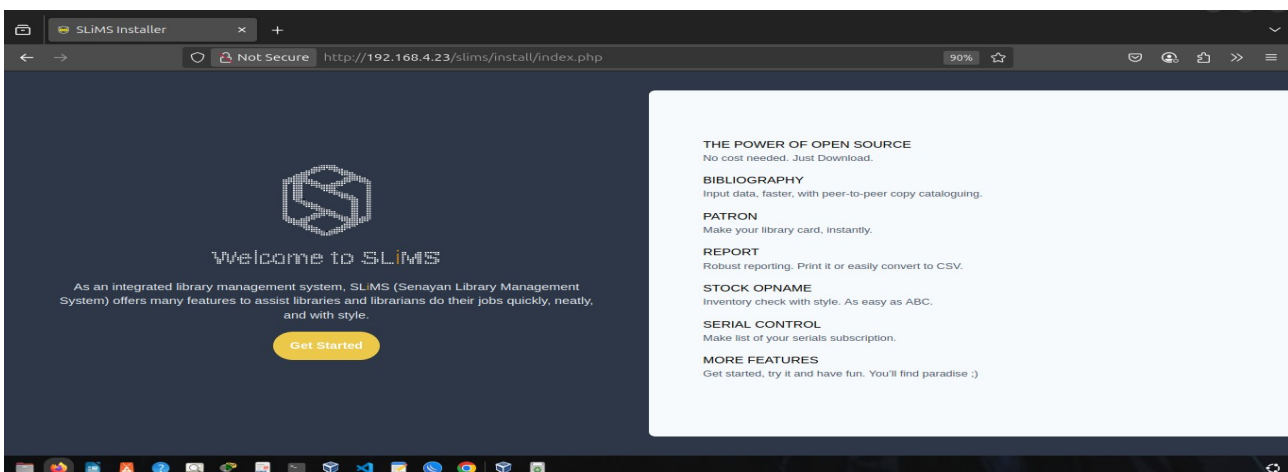 SLiMS Installer
Not Secure http://192.168.4.23/slims/install/index.php 90%
Welcome to SLiMS
As an integrated library management system, SLiMS (Senayan Library Management
System) offers many features to assist libraries and librarians do their jobs quickly, neatly,
and with style.
Get Started
THE POWER OF OPEN SOURCE
No cost needed. Just Download.
BIBLIOGRAPHY
Input data, faster, with peer-to-peer copy cataloguing.
PATRON
Make your library card, instantly.
REPORT
Robust reporting. Print it or easily convert to CSV.
STOCK OPNAME
Inventory check with style. As easy as ABC.
SERIAL CONTROL
Make list of your serials subscription.
MORE FEATURES
Get started, try it and have fun. You'll find paradise ;)